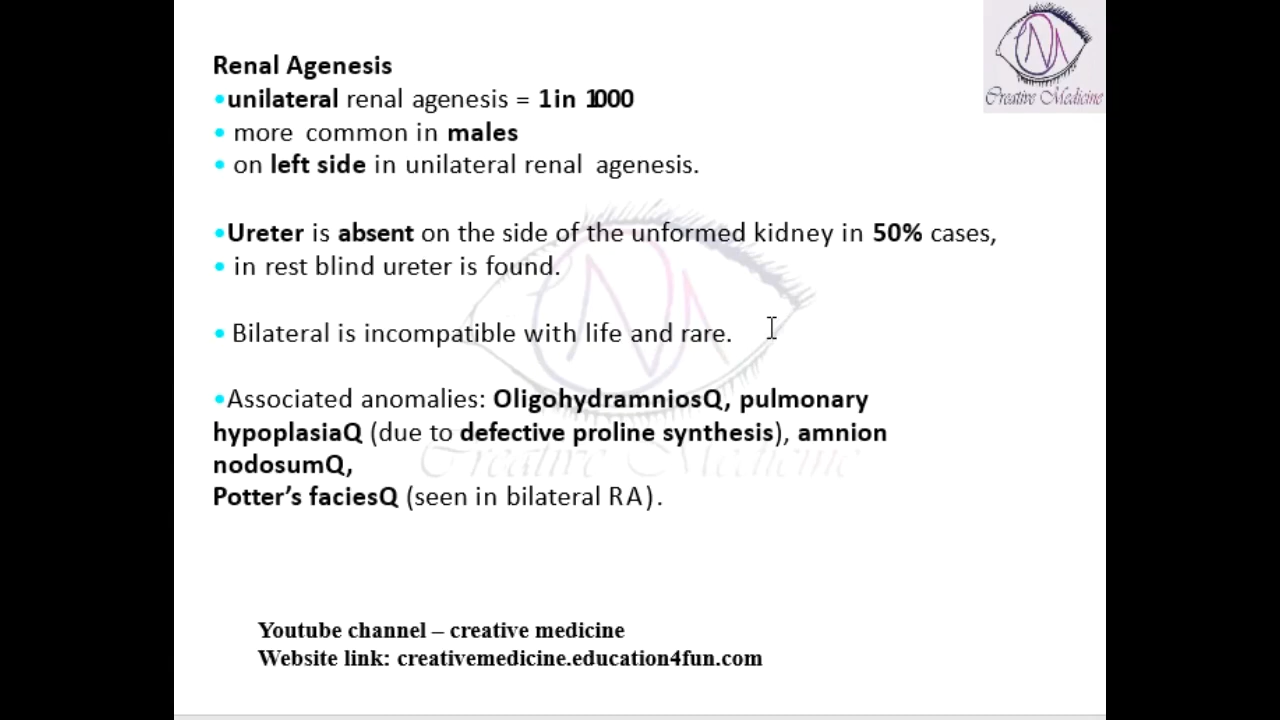 Creative Medicine
Renal Agenesis
•unilateral renal agenesis = 1in 1000
• more common in males
• on left side in unilateral renal agenesis.
•Ureter is absent on the side of the unformed kidney in 50% cases,
• in rest blind ureter is found.
• Bilateral is incompatible with life and rare.
•Associated anomalies: OligohydramniosQ, pulmonary
hypoplasiaQ (due to defective proline synthesis), amnion
nodosumQ,
Potter’s faciesQ (seen in bilateral RA).
Creative Medicine
Youtube channel – creative medicine
Website link: creativemedicine.education4fun.com